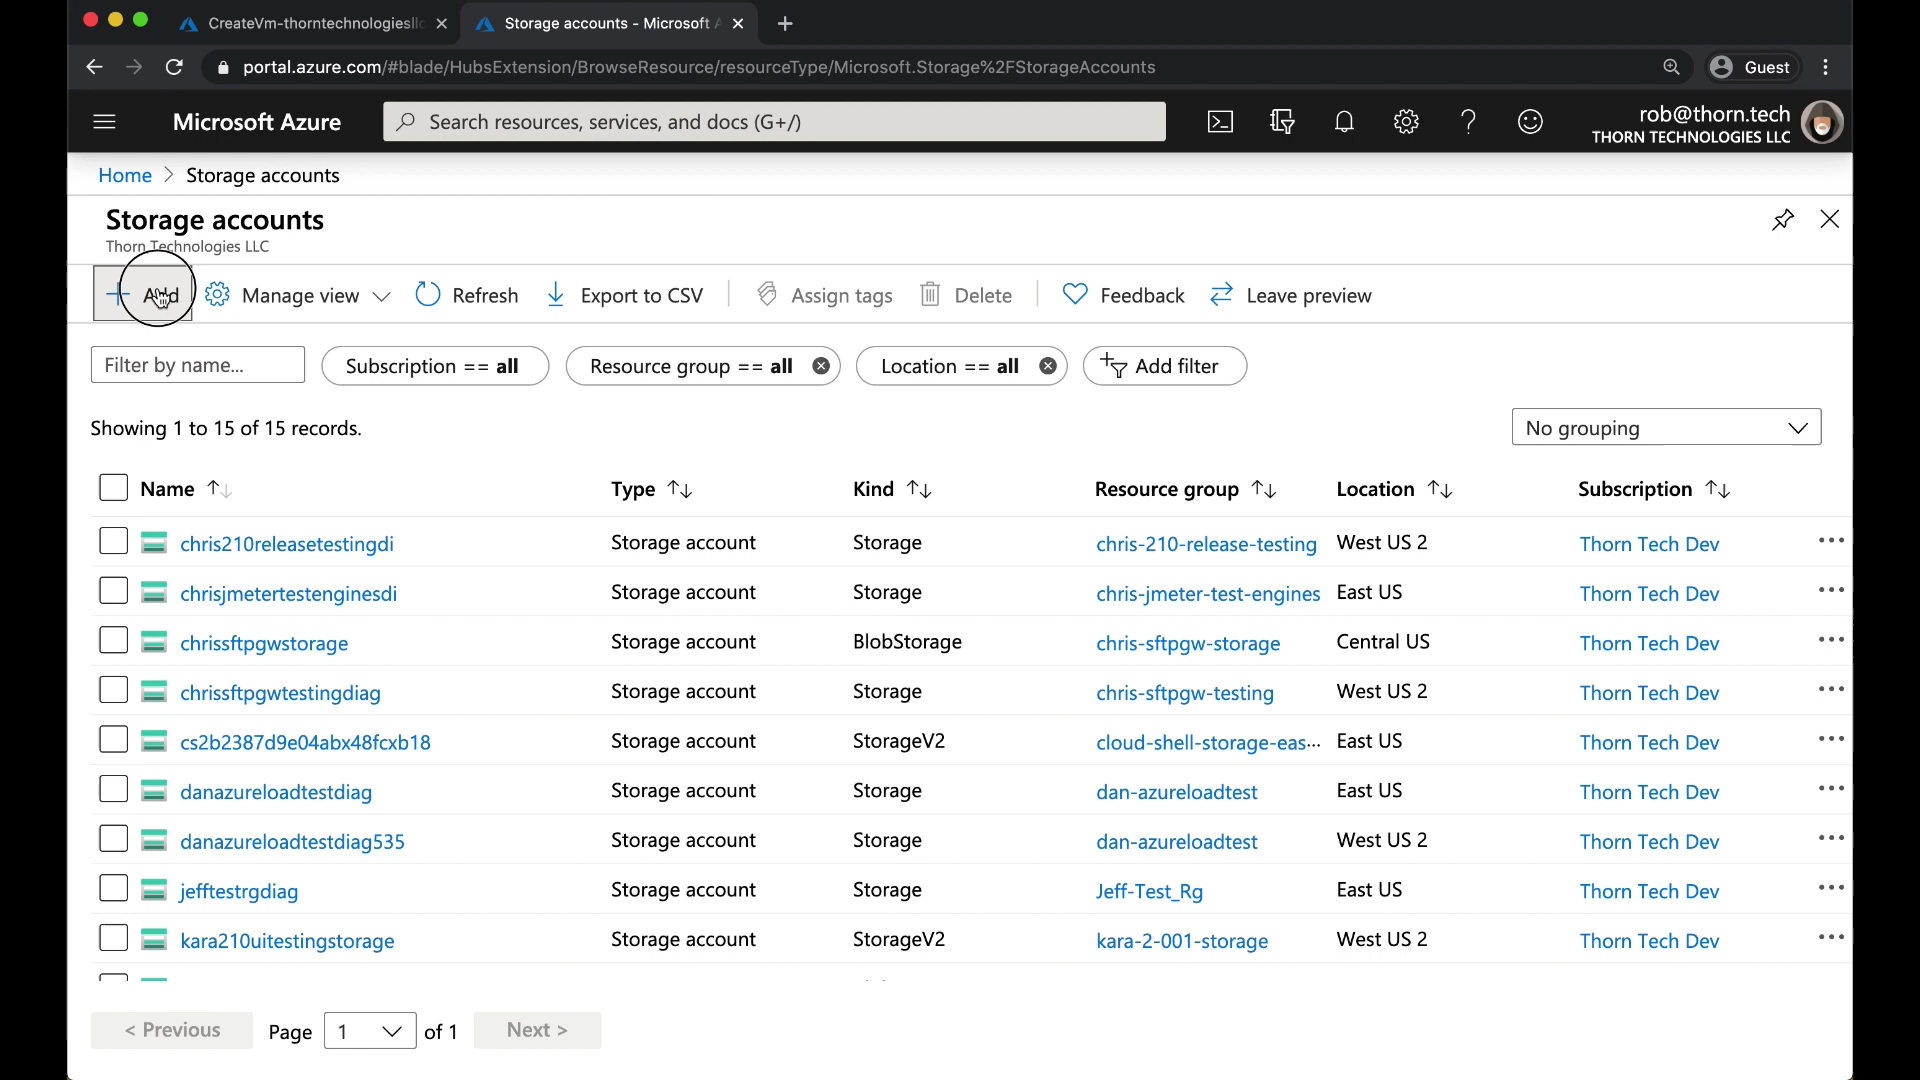 CreateVm-thorntechnologiesllc
Storage accounts - Microsoft A
portal.azure.com/#blade/HubsExtension/BrowseResource/resourceType/Microsoft.Storage%2FStorageAccounts
Guest
Microsoft Azure
Search resources, services, and docs (G+/)
rob@thorn.tech
THORN TECHNOLOGIES LLC
Home > Storage accounts
Storage accounts
Thorn Technologies LLC
Add
Manage view
Refresh
Export to CSV
Assign tags
Delete
Feedback
Leave preview
Filter by name...
Subscription == all
Resource group == all
Location == all
Add filter
Showing 1 to 15 of 15 records.
No grouping
Name Type Kind Resource group Location Subscription
chris210releasetestingdi Storage account Storage chris-210-release-testing West US 2 Thorn Tech Dev
chrisjmetertestenginesdi Storage account Storage chris-jmeter-test-engines East US Thorn Tech Dev
chrissftpgwstorage Storage account BlobStorage chris-sftpgw-storage Central US Thorn Tech Dev
chrissftpgwtestingdiag Storage account Storage chris-sftpgw-testing West US 2 Thorn Tech Dev
cs2b2387d9e04abx48fcxb18 Storage account StorageV2 cloud-shell-storage-eas... East US Thorn Tech Dev
danazureloadtestdiag Storage account Storage dan-azureloadtest East US Thorn Tech Dev
danazureloadtestdiag535 Storage account Storage dan-azureloadtest West US 2 Thorn Tech Dev
jefftestrgdiag Storage account Storage Jeff-Test_Rg East US Thorn Tech Dev
kara210uitestingstorage Storage account StorageV2 kara-2-001-storage West US 2 Thorn Tech Dev
< Previous Page 1 of 1 Next >